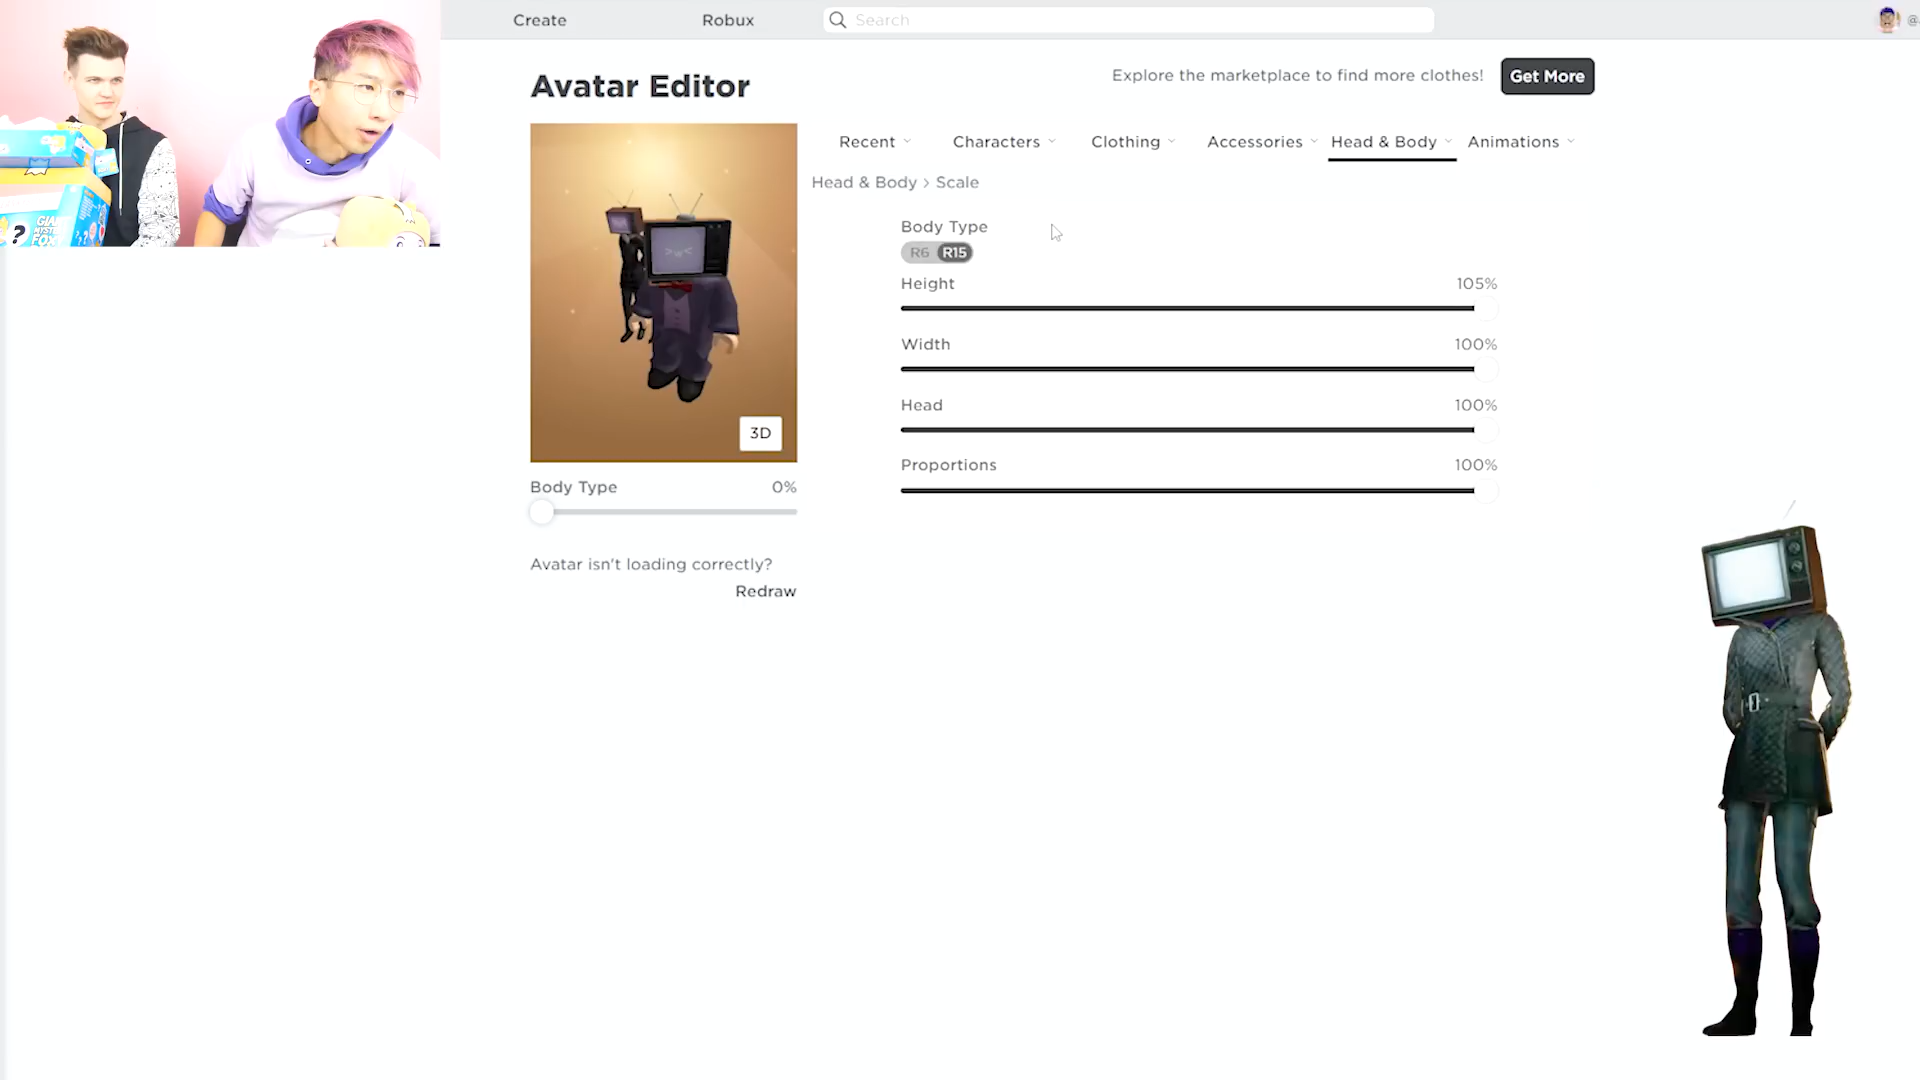 Create
Robux
Search
@
Avatar Editor
Explore the marketplace to find more clothes!
Get More
Recent
Characters
Clothing
Accessories
Head & Body
Animations
Head & Body > Scale
Body Type
R6 R15
Height 105%
Width 100%
Head 100%
Proportions 100%
3D
Body Type 0%
Avatar isn't loading correctly?
Redraw
?